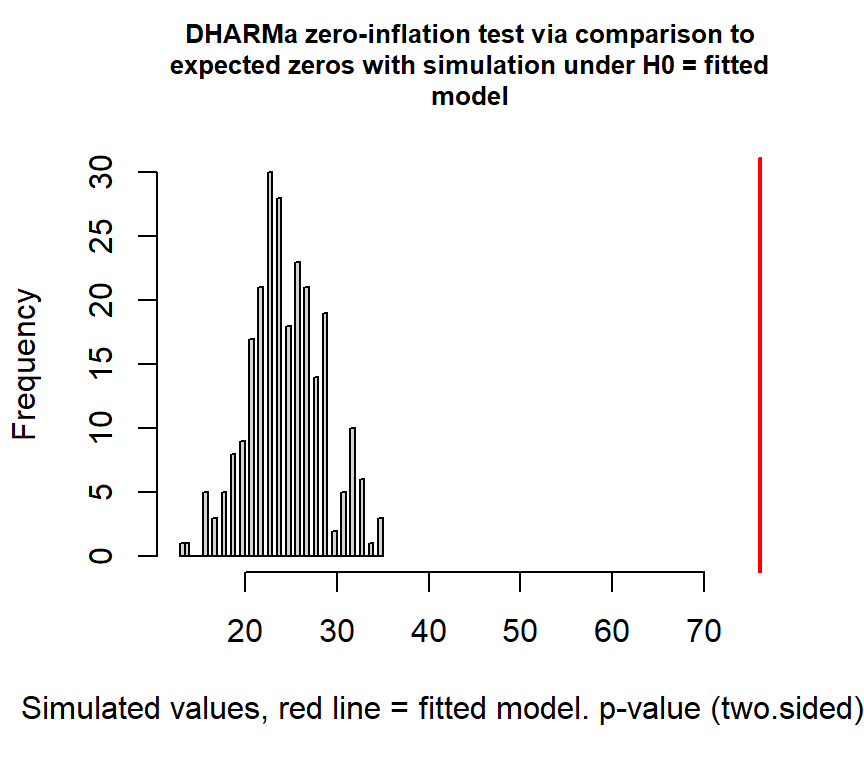 DHARMa zero-inflation test via comparison to
expected zeros with simulation under H0 = fitted
model
Frequency
0
5
10
15
20
25
30
20 30 40 50 60 70
Simulated values, red line = fitted model. p-value (two.sided)